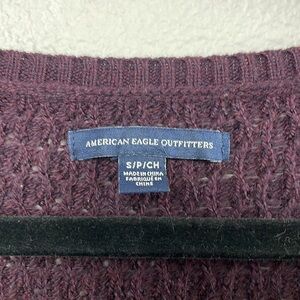 AMERICAN EAGLE OUTFITTERS
S/P/CH
MADE IN CHINA
FABRIQUÉ EN
CHINE